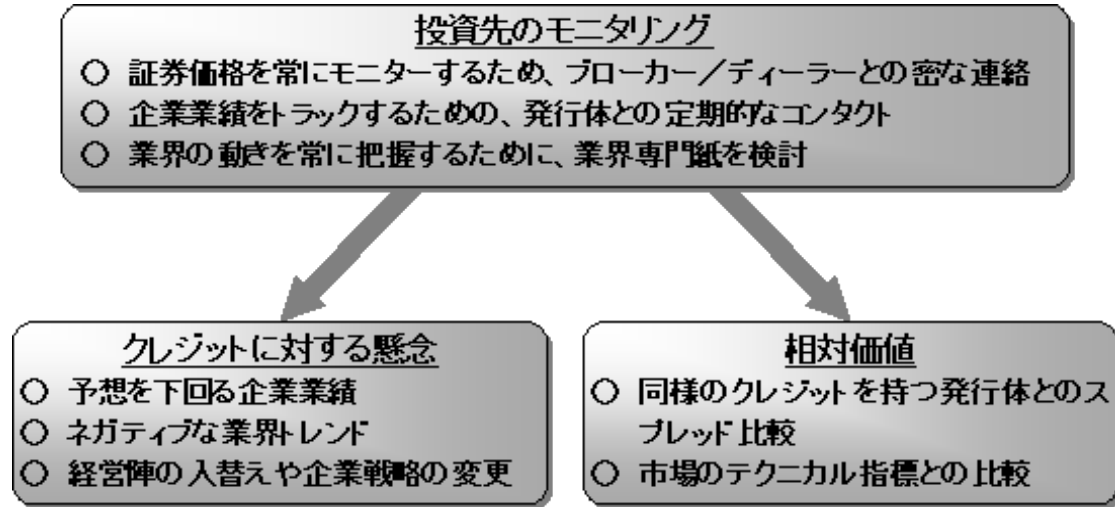 投資先のモニタリング
○ 証券価格を常にモニターするため、ブローカー／ディーラーとの密な連絡
○ 企業業績をトラックするための、発行体との定期的なコンタクト
○ 業界の動きを常に把握するために、業界専門紙を検討
クレジットに対する懸念
○ 予想を下回る企業業績
○ ネガティブな業界トレンド
○ 経営陣の入替えや企業戦略の変更
相対価値
○ 同様のクレジットを持つ発行体とのス
プレッド比較
○ 市場のテクニカル指標との比較